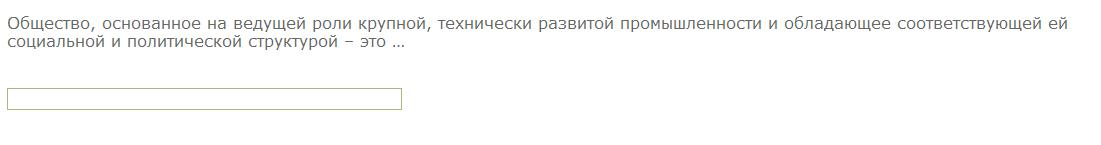 Общество, основанное на ведущей роли крупной, технически развитой промышленности и обладающее соответствующей ей
социальной и политической структурой – это …